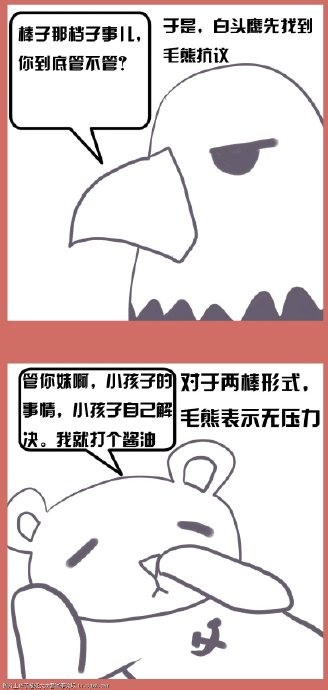 棒子那档子事儿，
你到底管不管？
于是，白头鹰先找到
毛熊抗议
管你妹啊，小孩子的
事情，小孩子自己解
决。我就打个酱油
对于两棒形式，
毛熊表示无压力